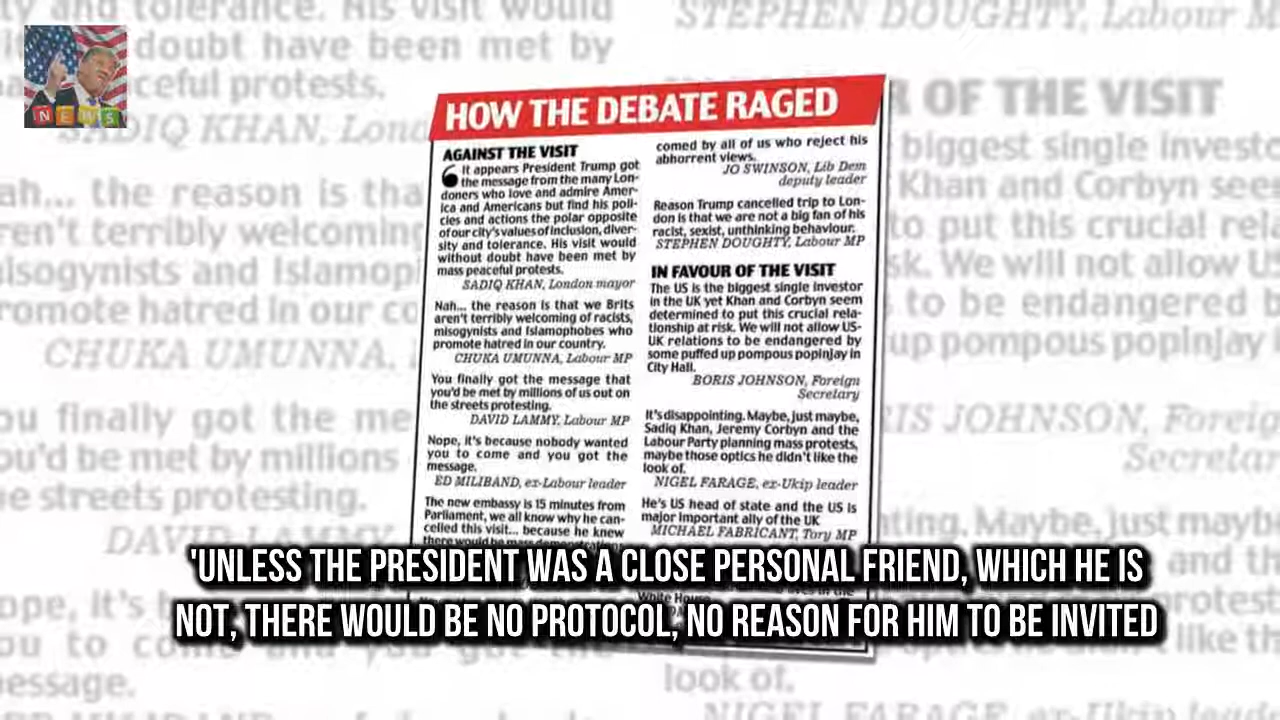 NEWS
HOW THE DEBATE RAGED
AGAINST THE VISIT
It appears President Trump got
the message from the many Lon-
doners who love and admire Amer-
ica and Americans but find his poli-
cies and actions the polar opposite
of our city's values of inclusion, diver-
sity and tolerance. His visit would
without doubt have been met by
mass peaceful protests.
SADIQ KHAN, London mayor
Nah... the reason is that we Brits
aren't terribly welcoming of racists,
misogynists and Islamophobes who
promote hatred in our country.
CHUKA UMUNNA, Labour MP
You finally got the message that
you'd be met by millions of us out on
the streets protesting.
DAVID LAMMY, Labour MP
Nope, it's because nobody wanted
you to come and you got the
message.
ED MILIBAND, ex-Labour leader
The new embassy is 15 minutes from
Parliament, we all know why he can-
celled this visit... because he knew
there would be mass demonstrations
comed by all of us who reject his
abhorrent views.
JO SWINSON, Lib Dem
deputy leader
Reason Trump cancelled trip to Lon-
don is that we are not a big fan of his
racist, sexist, unthinking behaviour.
STEPHEN DOUGHTY, Labour MP
IN FAVOUR OF THE VISIT
The US is the biggest single investor
in the UK yet Khan and Corbyn seem
determined to put this crucial rela-
tionship at risk. We will not allow US-
UK relations to be endangered by
some puffed up pompous popinjay in
City Hall.
BORIS JOHNSON, Foreign
Secretary
It's disappointing. Maybe, just maybe,
Sadiq Khan, Jeremy Corbyn and the
Labour Party planning mass protests,
maybe those optics he didn't like the
look of.
NIGEL FARAGE, ex-Ukip leader
He's US head of state and the US is
major important ally of the UK
MICHAEL FABRICANT, Tory MP
White House
'UNLESS THE PRESIDENT WAS A CLOSE PERSONAL FRIEND, WHICH HE IS
NOT, THERE WOULD BE NO PROTOCOL, NO REASON FOR HIM TO BE INVITED